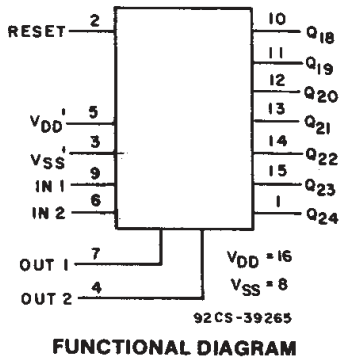 RESET 2
10 Q18
11 Q19
12 Q20
VDD' 5
13 Q21
VSS' 3
14 Q22
IN 1 9
15 Q23
IN 2 6
1 Q24
OUT 1 7
VDD = 16
OUT 2 4
VSS = 8
92CS-39265
FUNCTIONAL DIAGRAM